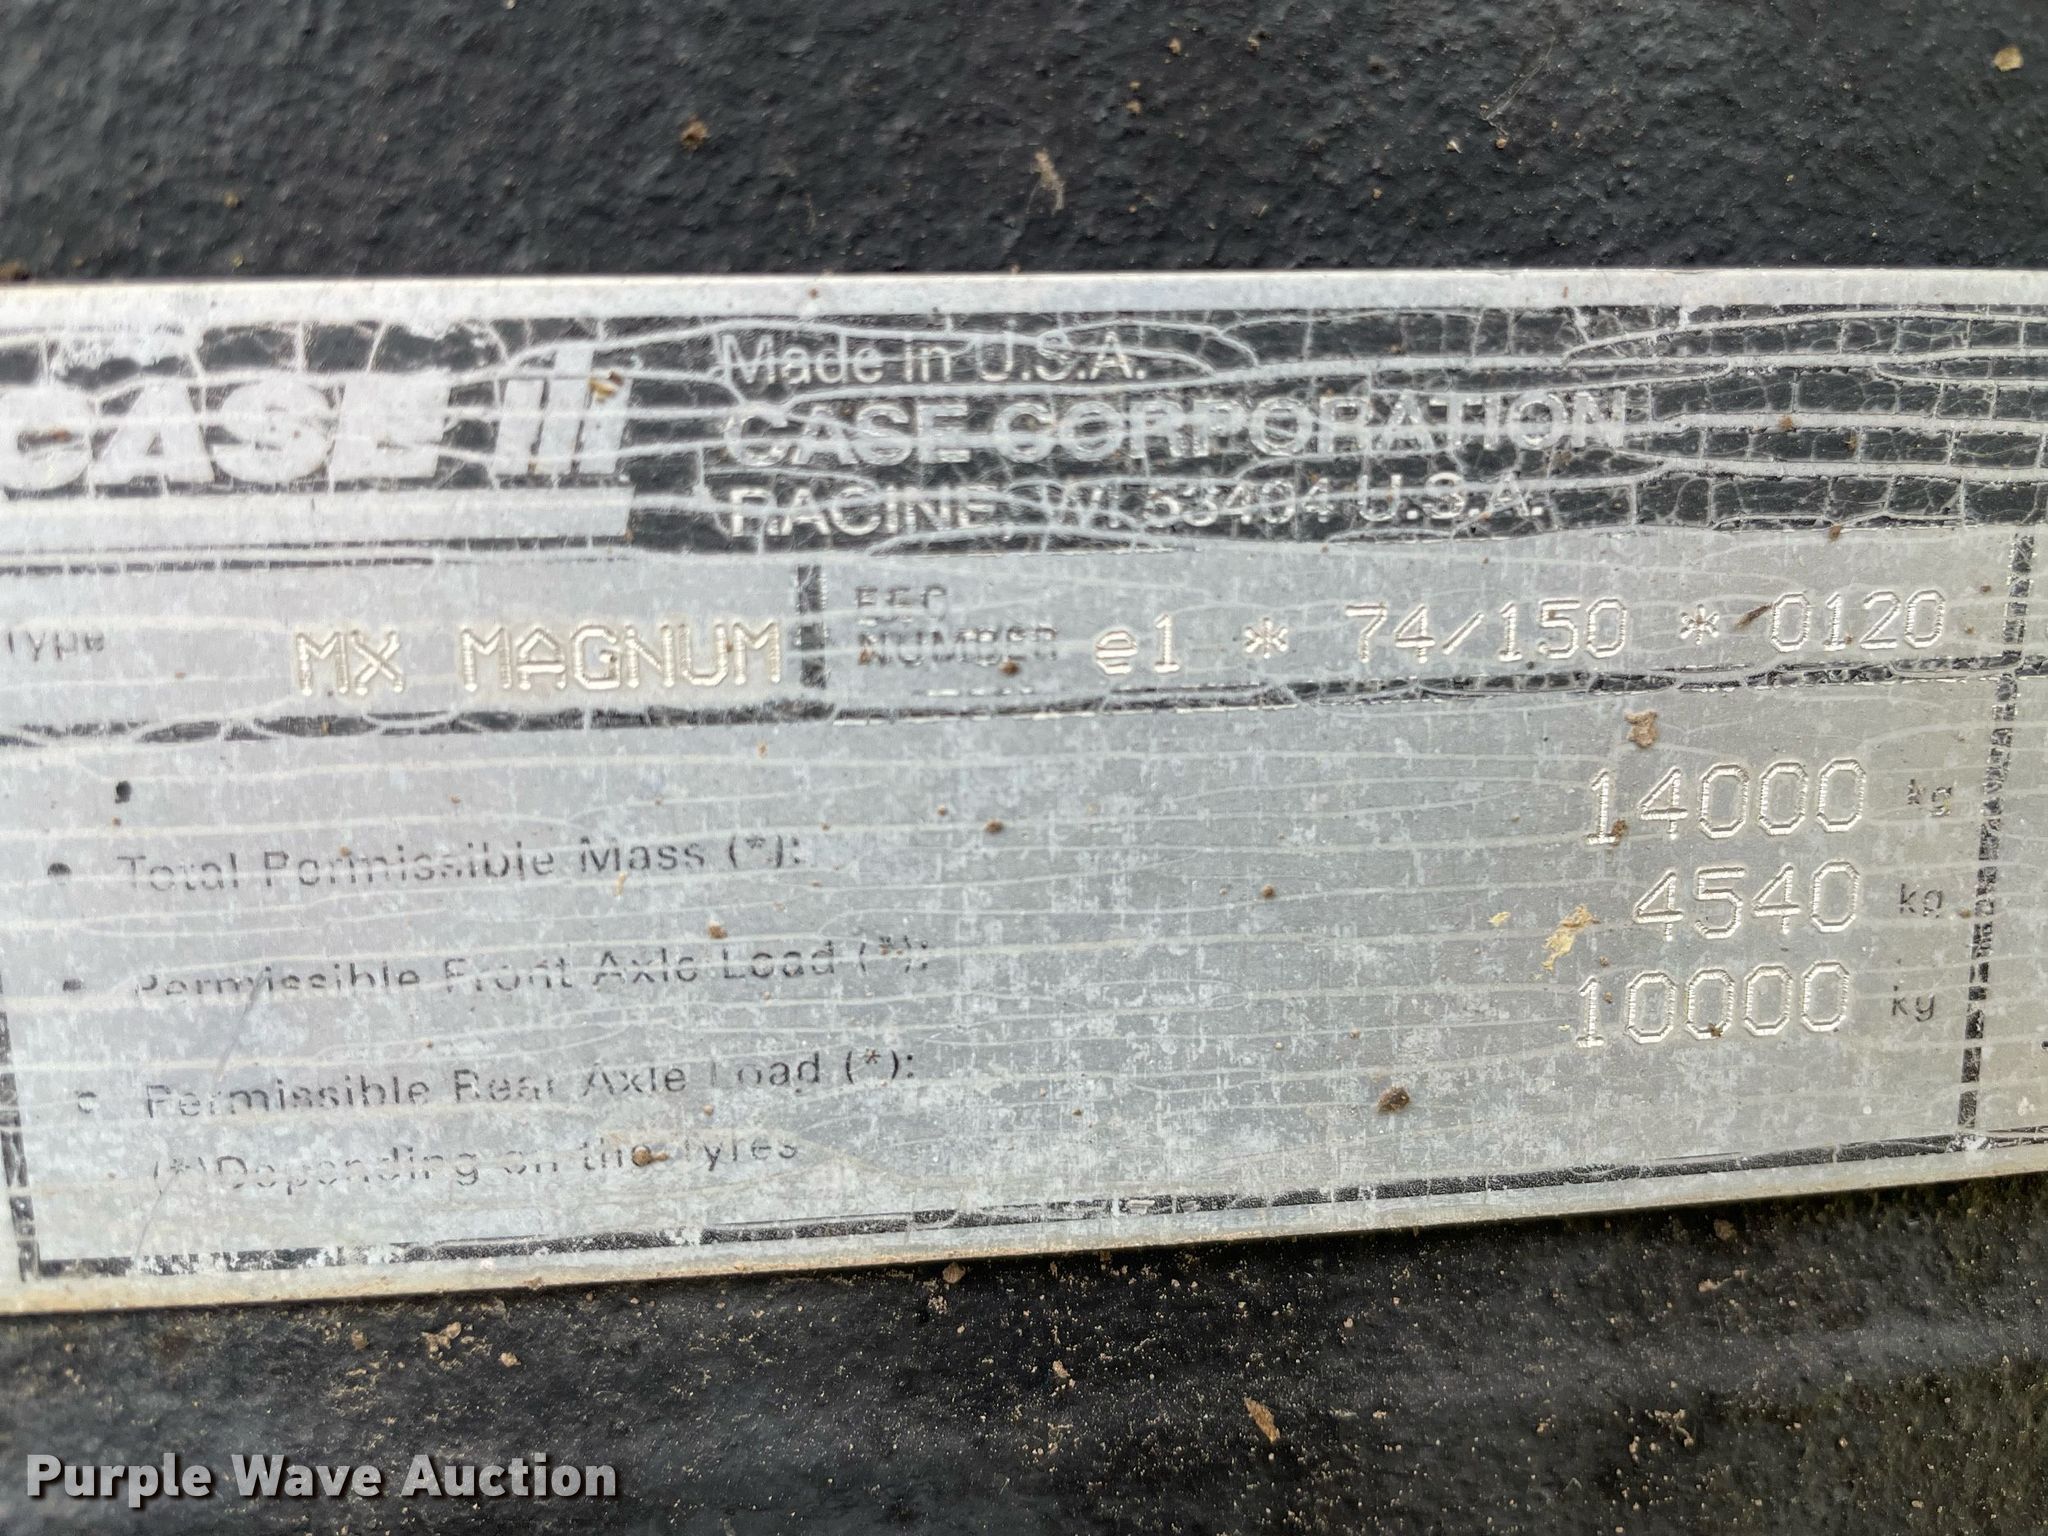 CASE III
Made in U.S.A.
CASE CORPORATION
RACINE, WI 53404 U.S.A.
Type MX MAGNUM
EEC NUMBER e1 * 74/150 * 0120
• Total Permissible Mass (*): 14000 kg
• Permissible Front Axle Load (*): 4540 kg
• Permissible Rear Axle Load (*): 10000 kg
(*)Depending on the Tyres
Purple Wave Auction